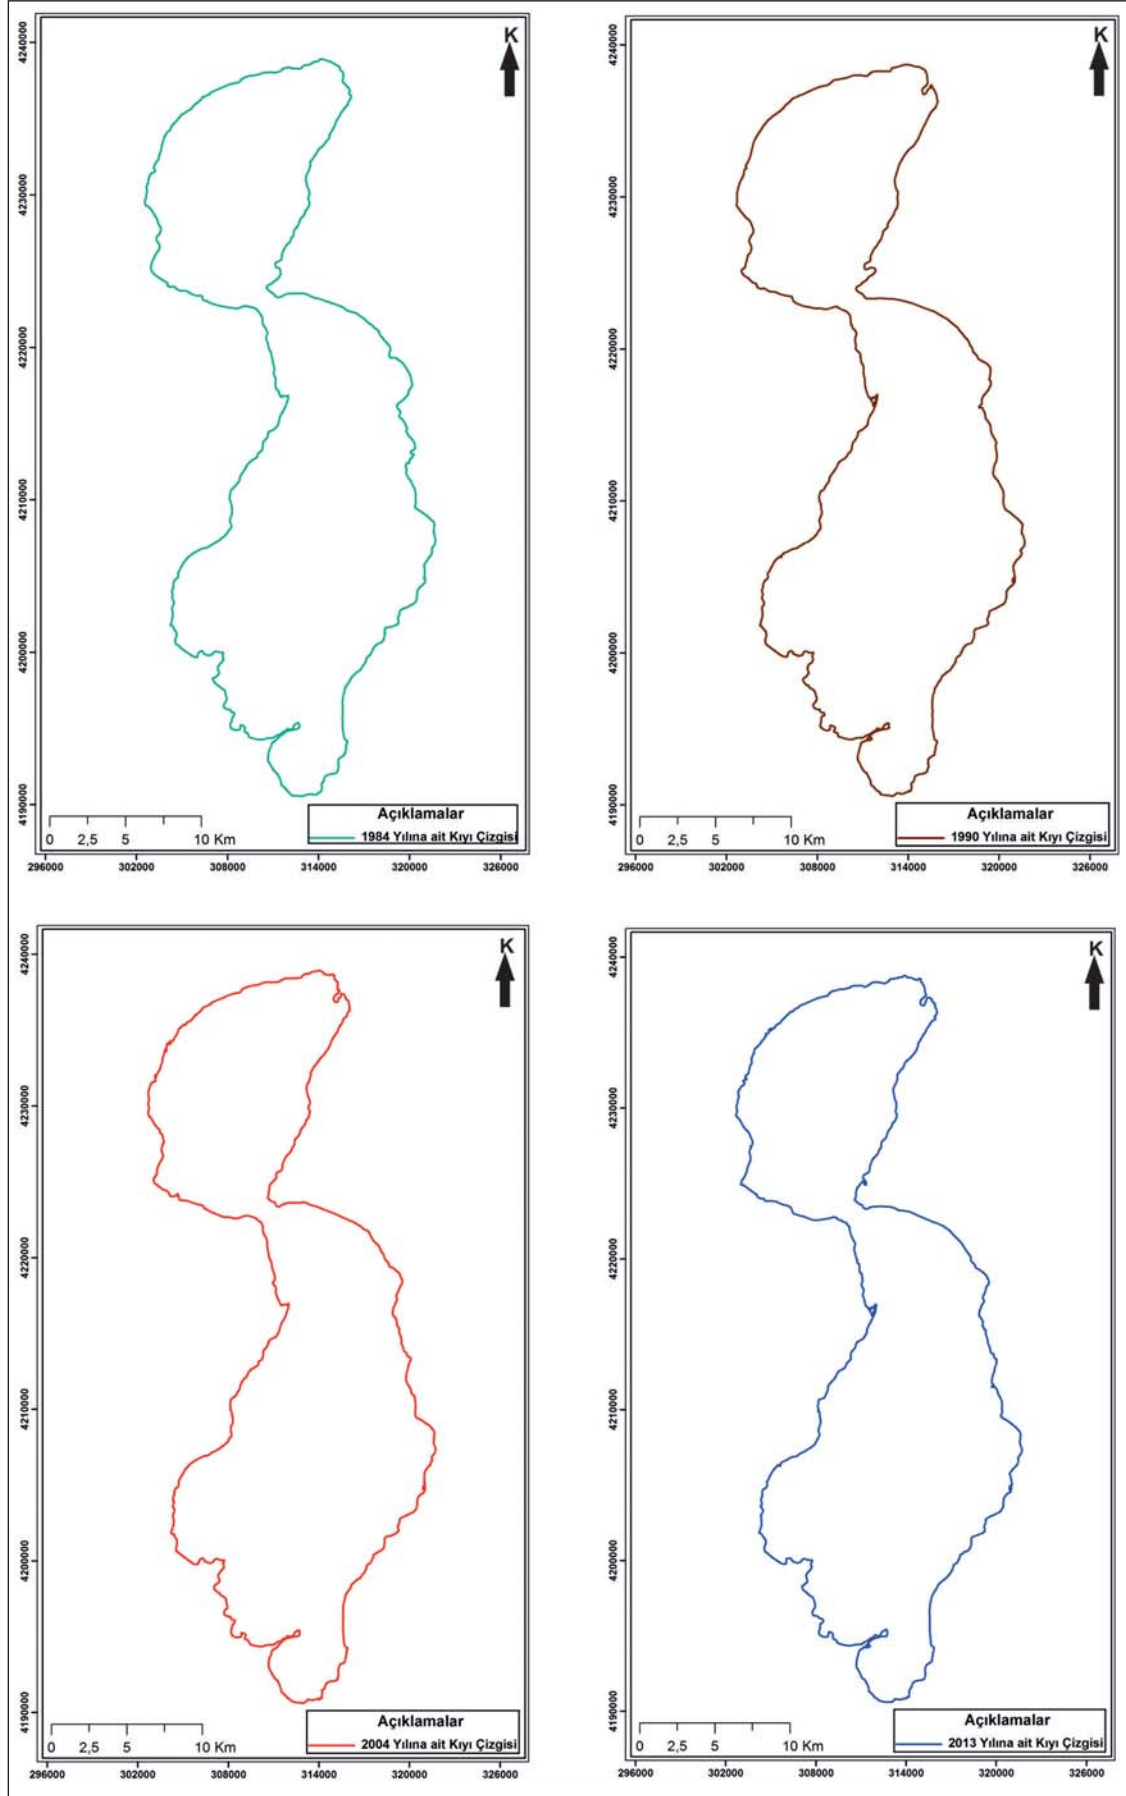 K
4240000
4230000
4220000
4210000
4200000
4190000
Açıklamalar
1984 Yılına ait Kıyı Çizgisi
0 2,5 5 10 Km
296000 302000 308000 314000 320000 326000
K
4240000
4230000
4220000
4210000
4200000
4190000
Açıklamalar
1990 Yılına ait Kıyı Çizgisi
0 2,5 5 10 Km
296000 302000 308000 314000 320000 326000
K
4240000
4230000
4220000
4210000
4200000
4190000
Açıklamalar
2004 Yılına ait Kıyı Çizgisi
0 2,5 5 10 Km
296000 302000 308000 314000 320000 326000
K
4240000
4230000
4220000
4210000
4200000
4190000
Açıklamalar
2013 Yılına ait Kıyı Çizgisi
0 2,5 5 10 Km
296000 302000 308000 314000 320000 326000